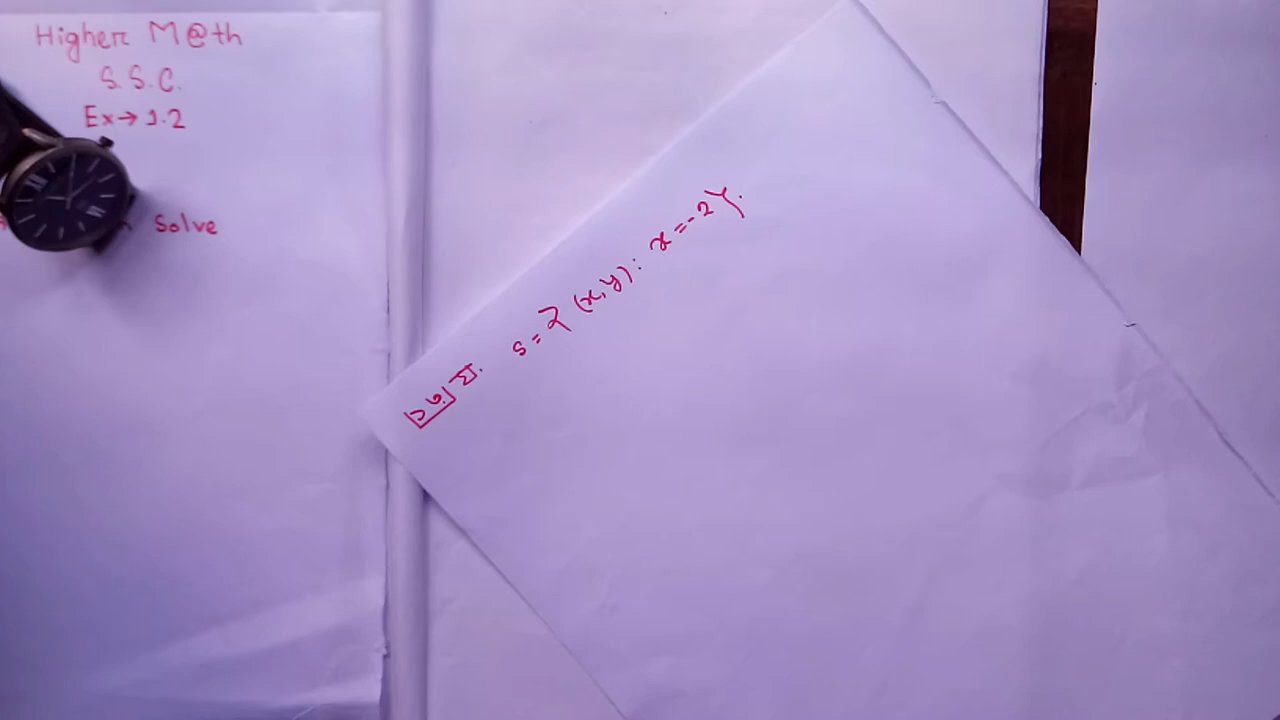 Higher M@th
S.S.C.
Ex→1.2
Solve
১৬. ঘ. S = {(x,y): x = -2}.